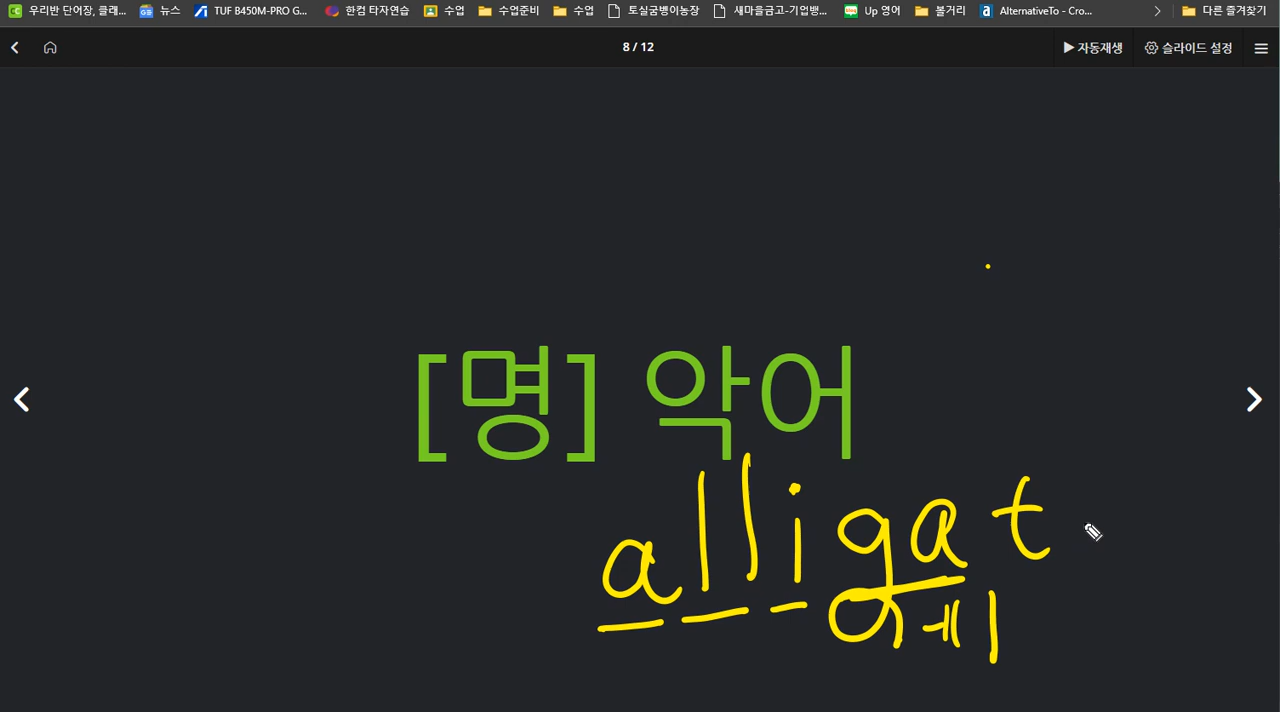 우리반 단어장, 클래... 뉴스 TUF B450M-PRO G... 한컴 타자연습 수업 수업준비 수업 토실굼벵이농장 새마을금고-기업뱅... Up 영어 볼거리 AlternativeTo - Cro... 다른 즐겨찾기
8 / 12 자동재생 슬라이드 설정
[명] 악어
alligat